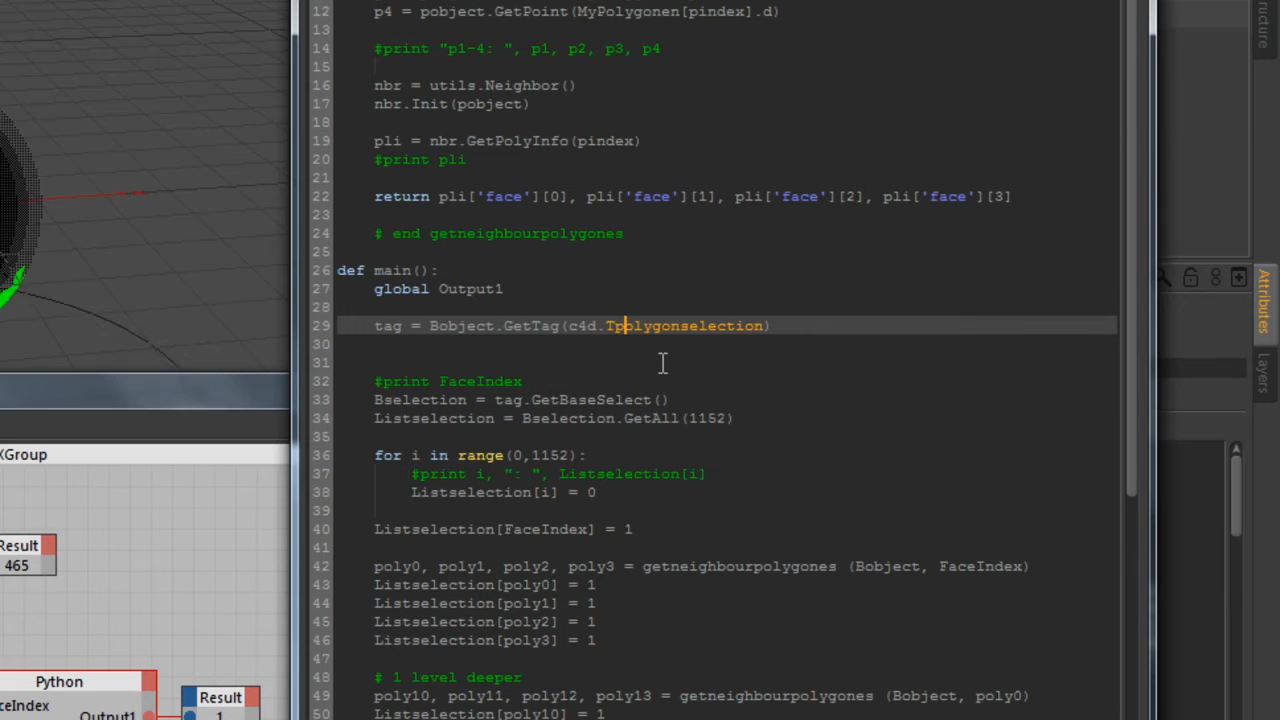 12 p4 = pobject.GetPoint(MyPolygonen[pindex].d)
13
14 #print "p1-4: ", p1, p2, p3, p4
15
16 nbr = utils.Neighbor()
17 nbr.Init(pobject)
18
19 pli = nbr.GetPolyInfo(pindex)
20 #print pli
21
22 return pli['face'][0], pli['face'][1], pli['face'][2], pli['face'][3]
23
24 # end getneighbourpolygones
25
26 def main():
27 global Output1
28
29 tag = Bobject.GetTag(c4d.Tpolygonselection)
30
31
32 #print FaceIndex
33 Bselection = tag.GetBaseSelect()
34 Listselection = Bselection.GetAll(1152)
35
36 for i in range(0,1152):
37 #print i, ": ", Listselection[i]
38 Listselection[i] = 0
39
40 Listselection[FaceIndex] = 1
41
42 poly0, poly1, poly2, poly3 = getneighbourpolygones (Bobject, FaceIndex)
43 Listselection[poly0] = 1
44 Listselection[poly1] = 1
45 Listselection[poly2] = 1
46 Listselection[poly3] = 1
47
48 # 1 level deeper
49 poly10, poly11, poly12, poly13 = getneighbourpolygones (Bobject, poly0)
50 Listselection[poly10] = 1
XGroup
Result
465
Python
ceIndex
Output1
Result
1
ructure
Attributes
Layers